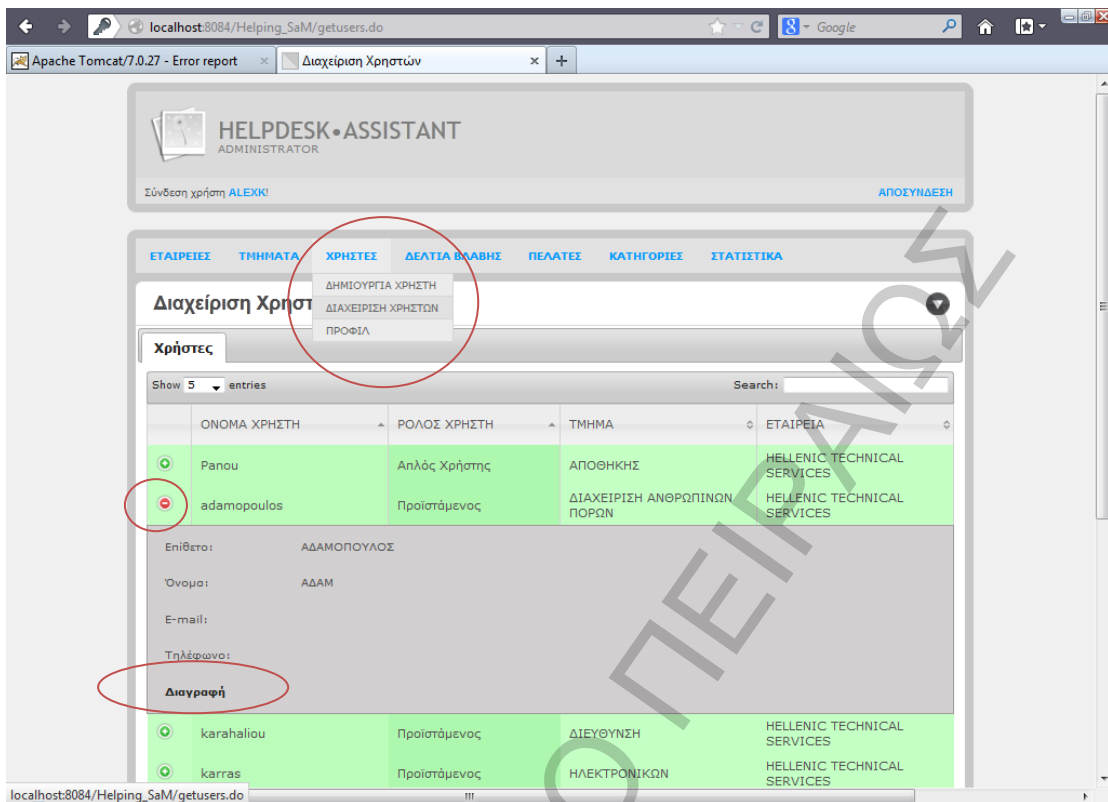 localhost:8084/Helping_SaM/getusers.do
Google
Apache Tomcat/7.0.27 - Error report
Διαχείριση Χρηστών
HELPDESK•ASSISTANT
ADMINISTRATOR
Σύνδεση χρήστη ALEXK!
ΑΠΟΣΥΝΔΕΣΗ
ΕΤΑΙΡΕΙΕΣ ΤΜΗΜΑΤΑ ΧΡΗΣΤΕΣ ΔΕΛΤΙΑ ΒΛΑΒΗΣ ΠΕΛΑΤΕΣ ΚΑΤΗΓΟΡΙΕΣ ΣΤΑΤΙΣΤΙΚΑ
ΔΗΜΙΟΥΡΓΙΑ ΧΡΗΣΤΗ
ΔΙΑΧΕΙΡΙΣΗ ΧΡΗΣΤΩΝ
ΠΡΟΦΙΛ
Διαχείριση Χρηστ
Χρήστες
Show 5 entries
Search:
ΟΝΟΜΑ ΧΡΗΣΤΗ ΡΟΛΟΣ ΧΡΗΣΤΗ ΤΜΗΜΑ ΕΤΑΙΡΕΙΑ
Panou Απλός Χρήστης ΑΠΟΘΗΚΗΣ HELLENIC TECHNICAL
SERVICES
adamopoulos Προϊστάμενος ΔΙΑΧΕΙΡΙΣΗ ΑΝΘΡΩΠΙΝΩΝ HELLENIC TECHNICAL
ΠΟΡΩΝ SERVICES
Επίθετο: ΑΔΑΜΟΠΟΥΛΟΣ
Όνομα: ΑΔΑΜ
E-mail:
Τηλέφωνο:
Διαγραφή
karahaliou Προϊστάμενος ΔΙΕΥΘΥΝΣΗ HELLENIC TECHNICAL
SERVICES
karras Προϊστάμενος ΗΛΕΚΤΡΟΝΙΚΩΝ HELLENIC TECHNICAL
SERVICES
localhost:8084/Helping_SaM/getusers.do
Ο ΠΕΙΡΑΙΩΣ